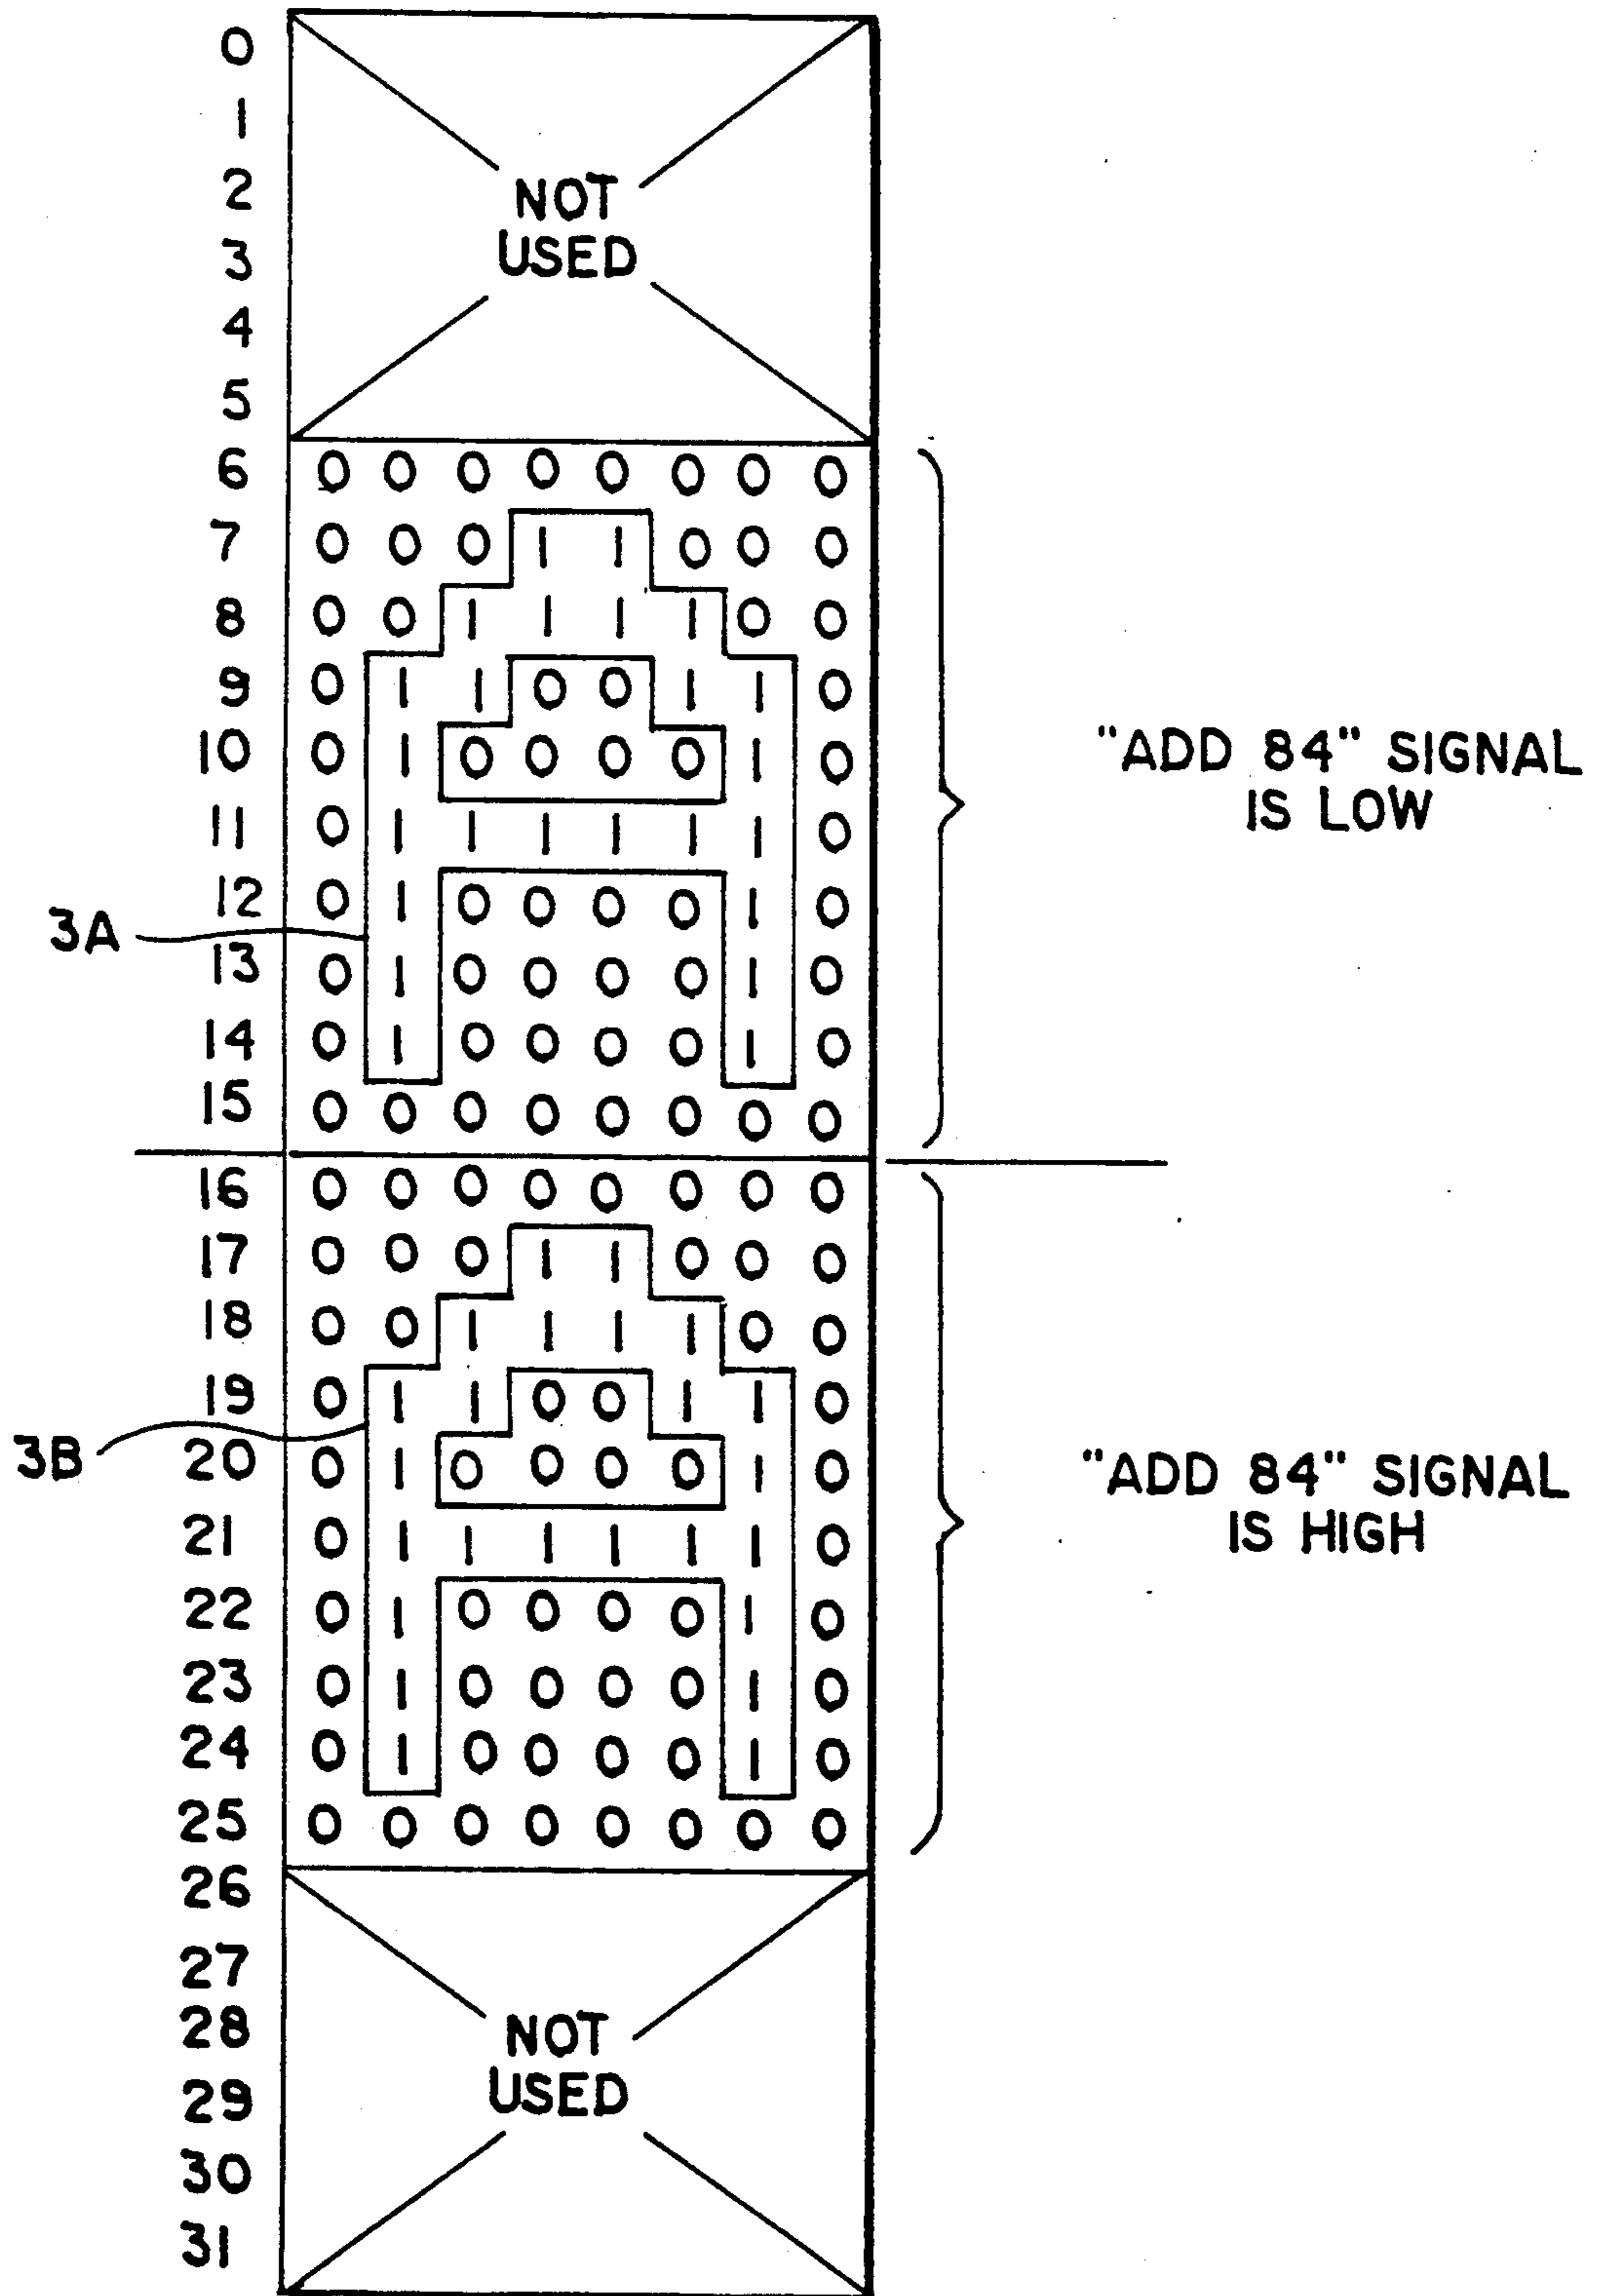 0
1
2
NOT
3
USED
4
5
6 0 0 0 0 0 0 0 0
7 0 0 0 1 1 0 0 0
8 0 0 1 1 1 1 0 0
9 0 1 1 0 0 1 1 0
10 0 1 0 0 0 0 1 0
"ADD 84" SIGNAL
IS LOW
11 0 1 1 1 1 1 1 0
12 0 1 0 0 0 0 1 0
3A
13 0 1 0 0 0 0 1 0
14 0 1 0 0 0 0 1 0
15 0 0 0 0 0 0 0 0
16 0 0 0 0 0 0 0 0
17 0 0 0 1 1 0 0 0
18 0 0 1 1 1 1 0 0
19 0 1 1 0 0 1 1 0
3B
20 0 1 0 0 0 0 1 0
"ADD 84" SIGNAL
IS HIGH
21 0 1 1 1 1 1 1 0
22 0 1 0 0 0 0 1 0
23 0 1 0 0 0 0 1 0
24 0 1 0 0 0 0 1 0
25 0 0 0 0 0 0 0 0
26
27
28
NOT
29
USED
30
31